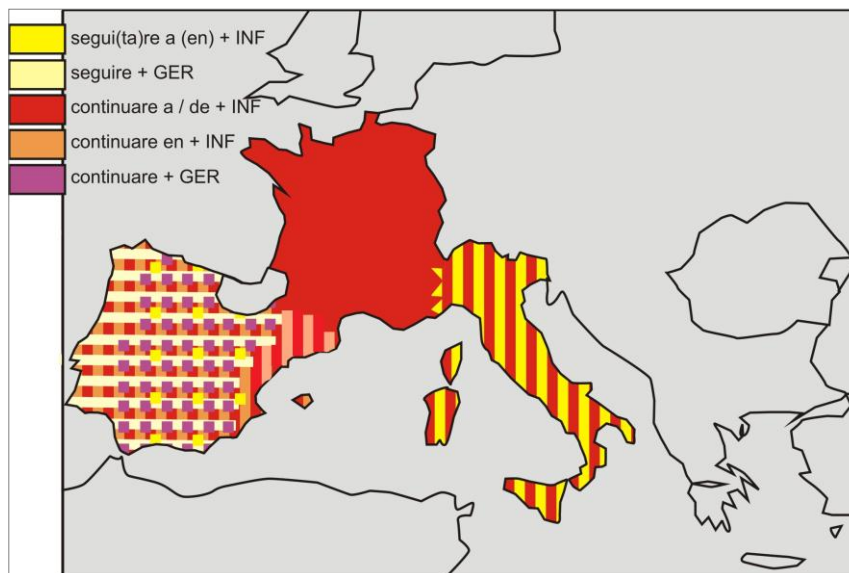 segui(ta)re a (en) + INF
seguire + GER
continuare a / de + INF
continuare en + INF
continuare + GER